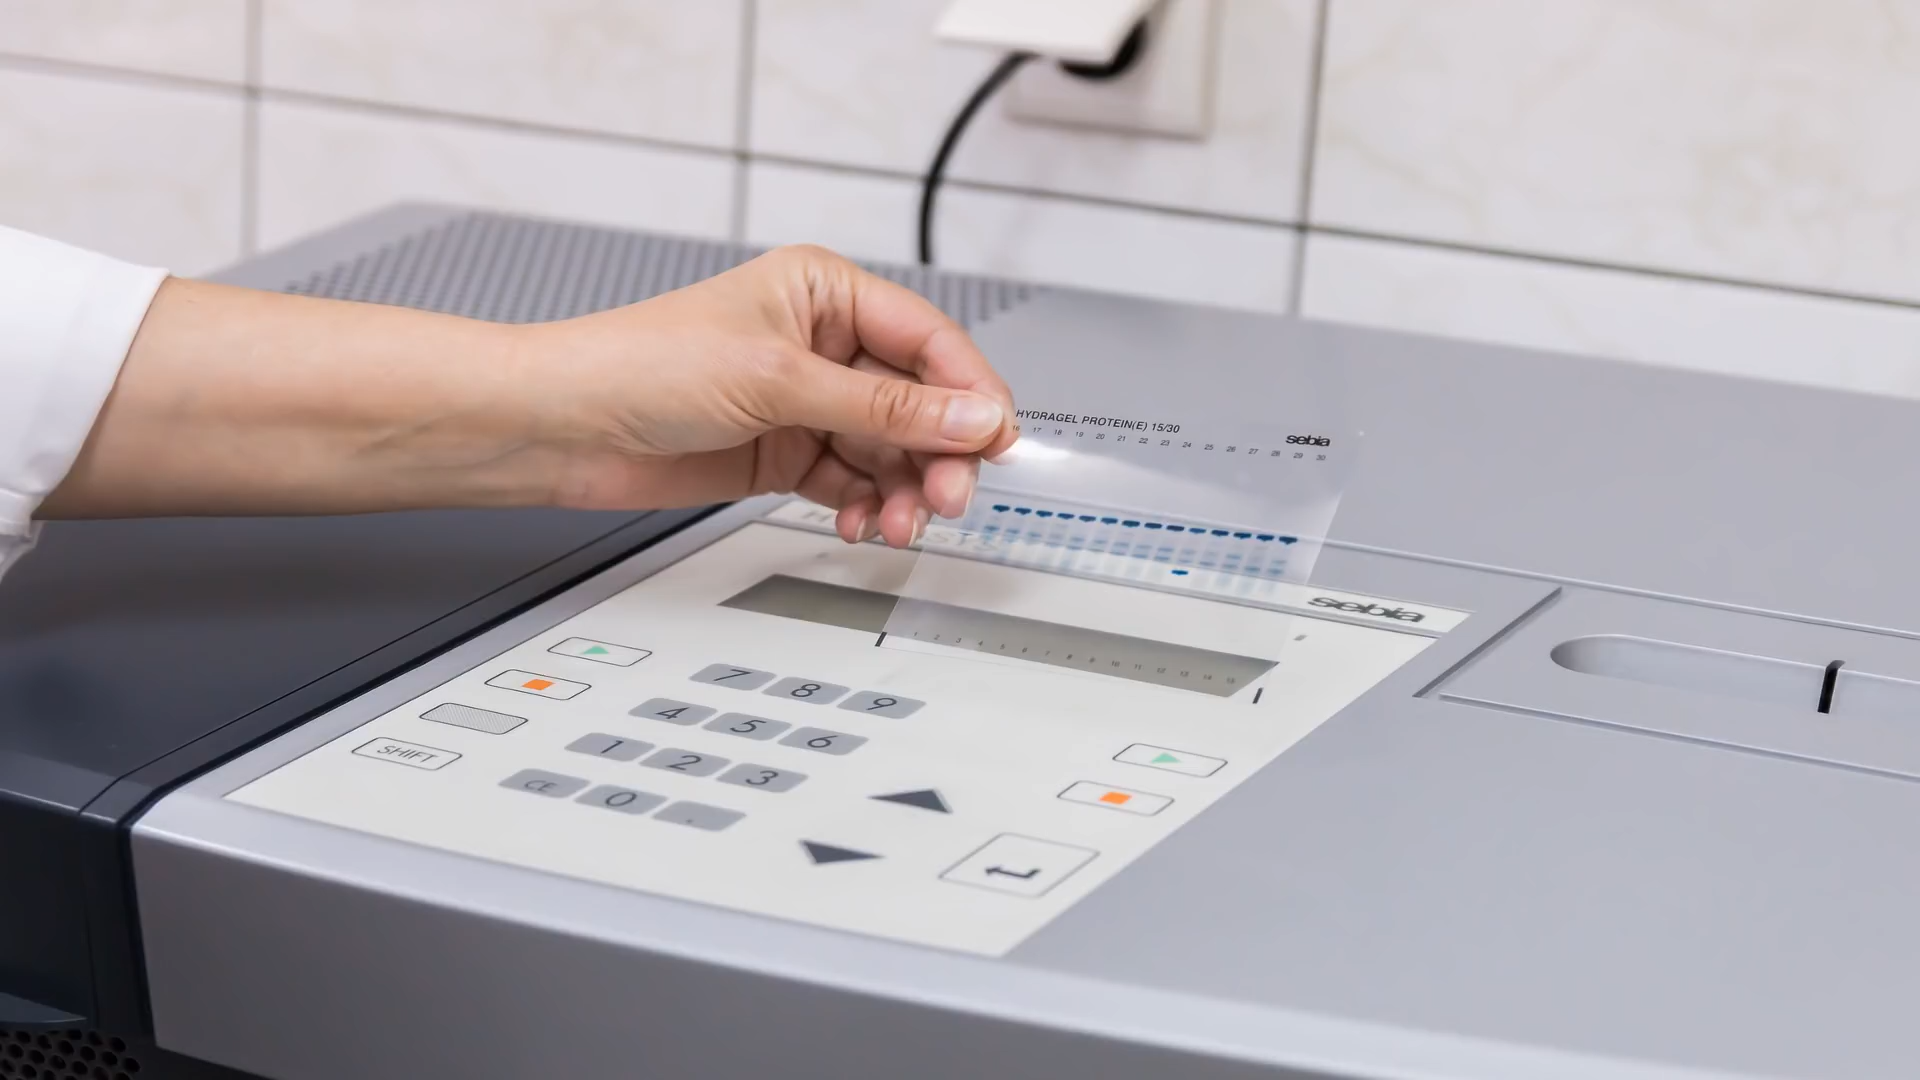 HYDRAGEL PROTEIN(E) 15/30
sebia
16 17 18 19 20 21 22 23 24 25 26 27 28 29 30
sebia
1 2 3 4 5 6 7 8 9 10 11 12 13 14 15
7 8 9
4 5 6
1 2 3
SHIFT
CE 0 .